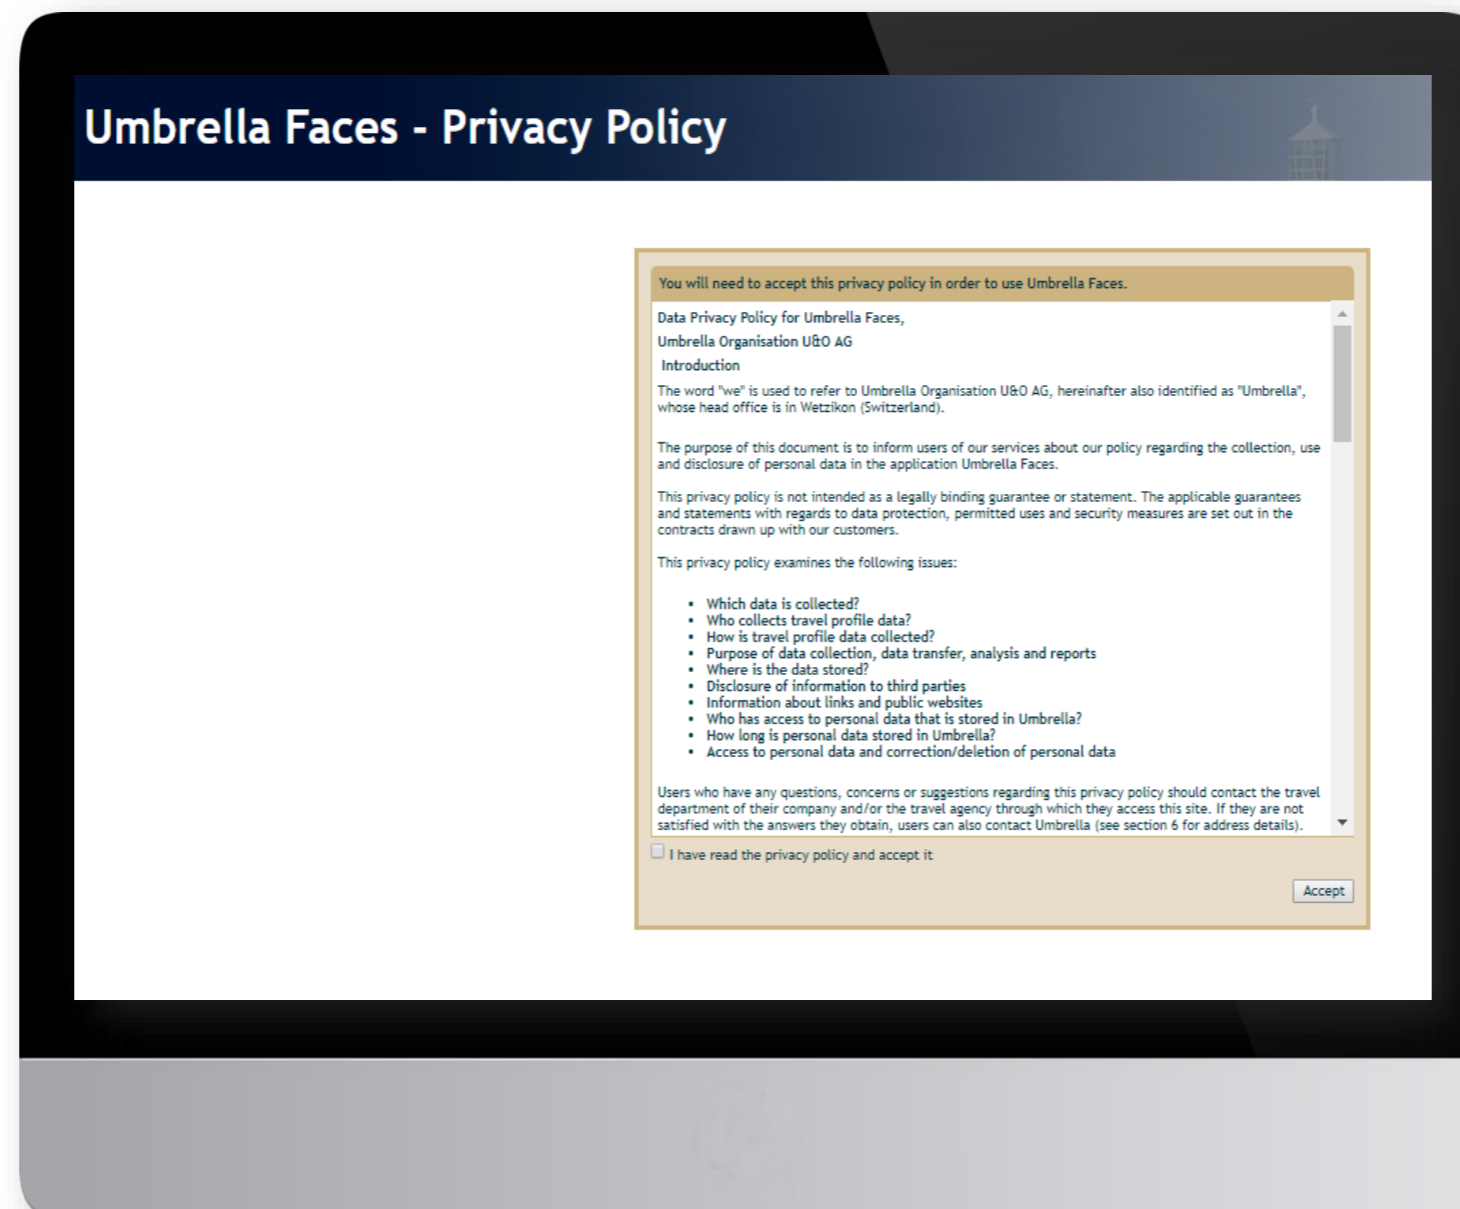 Umbrella Faces - Privacy Policy
You will need to accept this privacy policy in order to use Umbrella Faces.
Data Privacy Policy for Umbrella Faces,
Umbrella Organisation U&O AG
Introduction
The word "we" is used to refer to Umbrella Organisation U&O AG, hereinafter also identified as "Umbrella",
whose head office is in Wetzikon (Switzerland).
The purpose of this document is to inform users of our services about our policy regarding the collection, use
and disclosure of personal data in the application Umbrella Faces.
This privacy policy is not intended as a legally binding guarantee or statement. The applicable guarantees
and statements with regards to data protection, permitted uses and security measures are set out in the
contracts drawn up with our customers.
This privacy policy examines the following issues:
• Which data is collected?
• Who collects travel profile data?
• How is travel profile data collected?
• Purpose of data collection, data transfer, analysis and reports
• Where is the data stored?
• Disclosure of information to third parties
• Information about links and public websites
• Who has access to personal data that is stored in Umbrella?
• How long is personal data stored in Umbrella?
• Access to personal data and correction/deletion of personal data
Users who have any questions, concerns or suggestions regarding this privacy policy should contact the travel
department of their company and/or the travel agency through which they access this site. If they are not
satisfied with the answers they obtain, users can also contact Umbrella (see section 6 for address details).
I have read the privacy policy and accept it
Accept